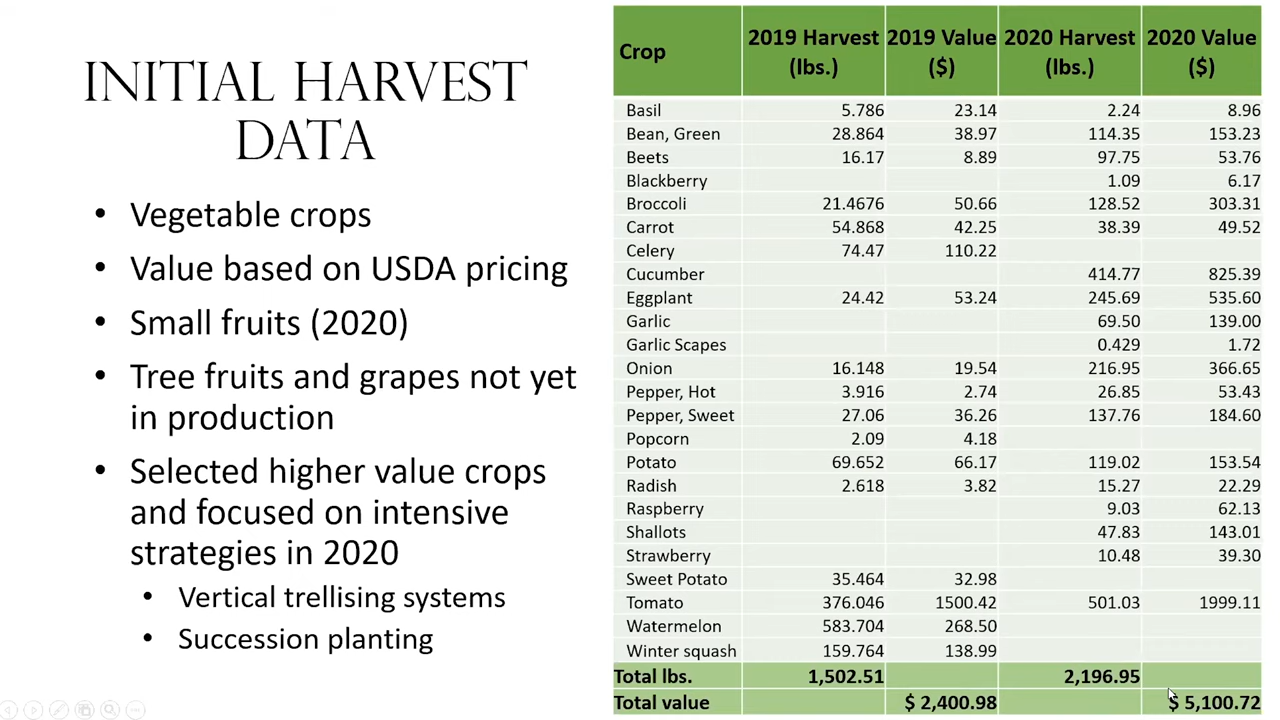 INITIAL HARVEST
DATA
• Vegetable crops
• Value based on USDA pricing
• Small fruits (2020)
• Tree fruits and grapes not yet
in production
• Selected higher value crops
and focused on intensive
strategies in 2020
• Vertical trellising systems
• Succession planting
Crop 2019 Harvest (lbs.) 2019 Value ($) 2020 Harvest (lbs.) 2020 Value ($)
Basil 5.786 23.14 2.24 8.96
Bean, Green 28.864 38.97 114.35 153.23
Beets 16.17 8.89 97.75 53.76
Blackberry 1.09 6.17
Broccoli 21.4676 50.66 128.52 303.31
Carrot 54.868 42.25 38.39 49.52
Celery 74.47 110.22
Cucumber 414.77 825.39
Eggplant 24.42 53.24 245.69 535.60
Garlic 69.50 139.00
Garlic Scapes 0.429 1.72
Onion 16.148 19.54 216.95 366.65
Pepper, Hot 3.916 2.74 26.85 53.43
Pepper, Sweet 27.06 36.26 137.76 184.60
Popcorn 2.09 4.18
Potato 69.652 66.17 119.02 153.54
Radish 2.618 3.82 15.27 22.29
Raspberry 9.03 62.13
Shallots 47.83 143.01
Strawberry 10.48 39.30
Sweet Potato 35.464 32.98
Tomato 376.046 1500.42 501.03 1999.11
Watermelon 583.704 268.50
Winter squash 159.764 138.99
Total lbs. 1,502.51 2,196.95
Total value $ 2,400.98 $ 5,100.72